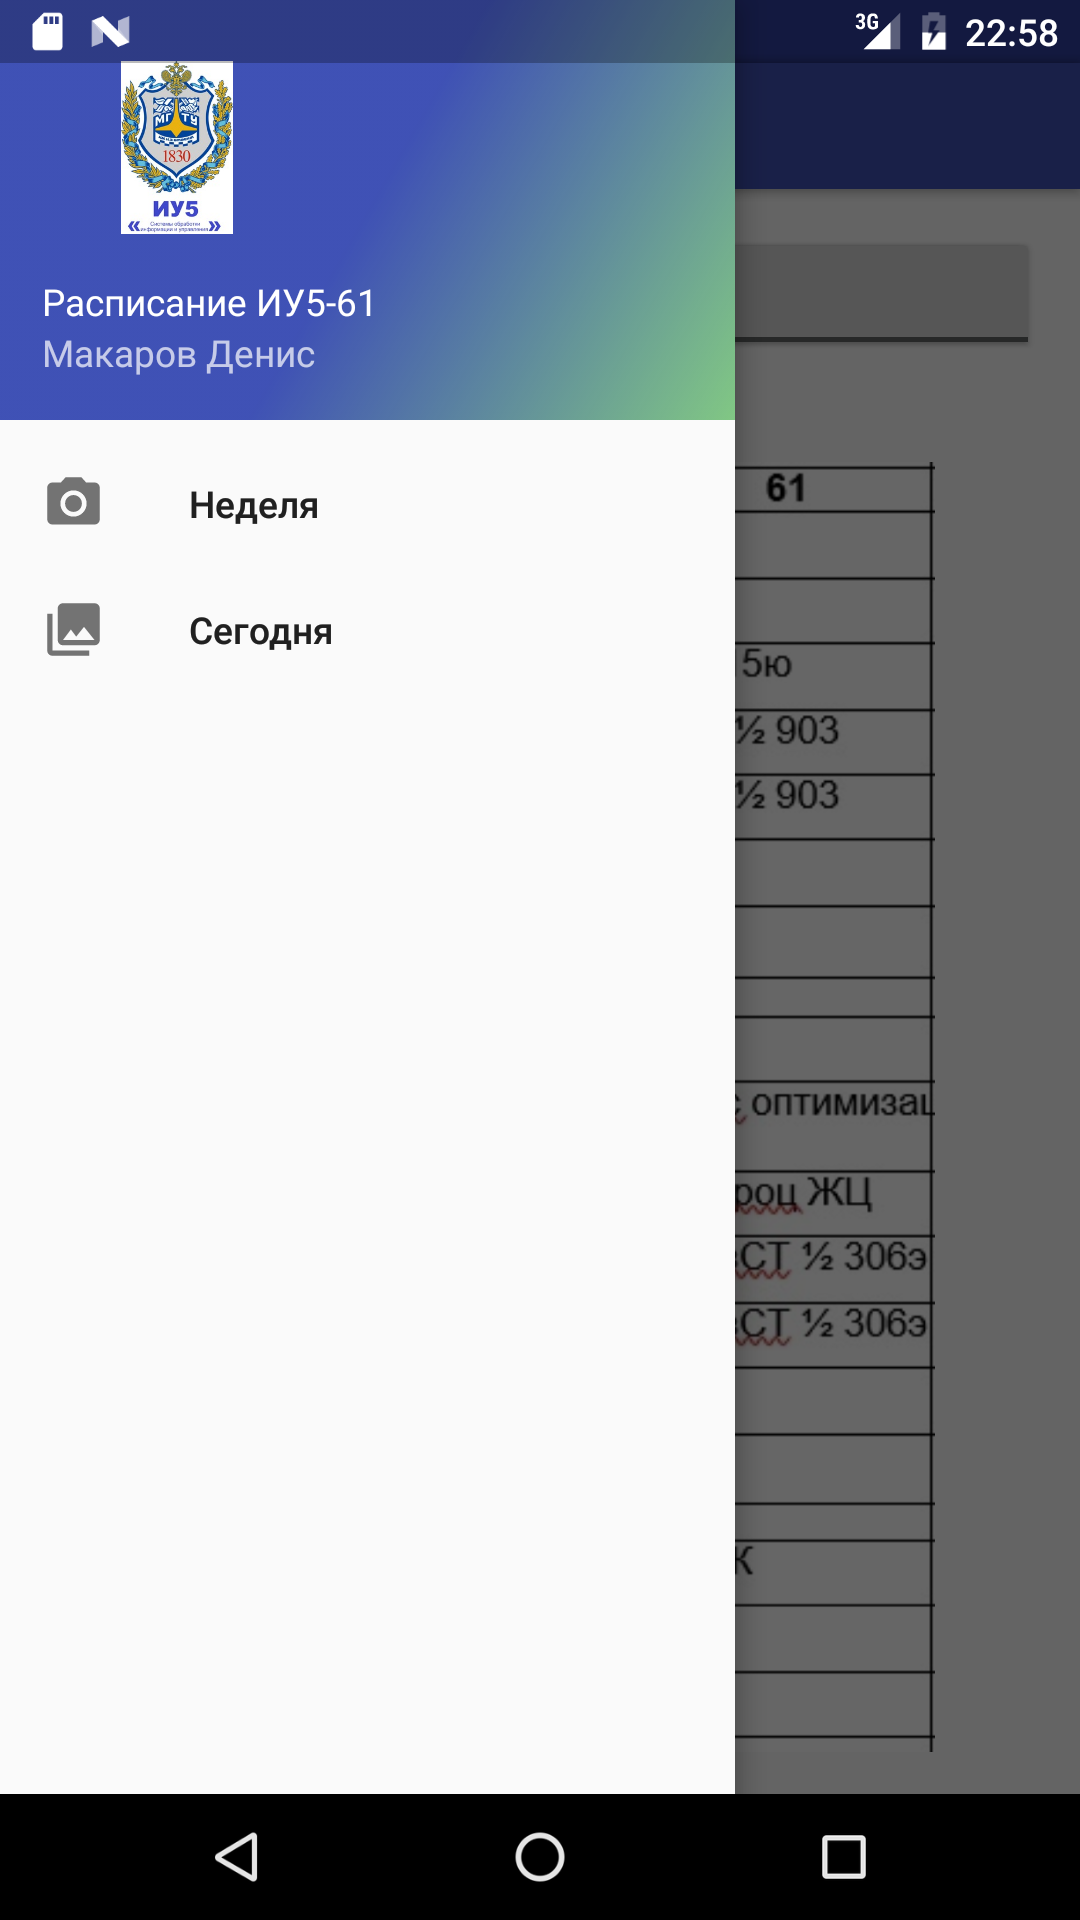 3G 22:58
МГТУ
1830
ИУ5
Системы обработки
«информации и управления»
Расписание ИУ5-61
Макаров Денис
Неделя
Сегодня
61
5ю
½ 903
½ 903
оптимизац
роц ЖЦ
СТ ½ 306э
СТ ½ 306э
К